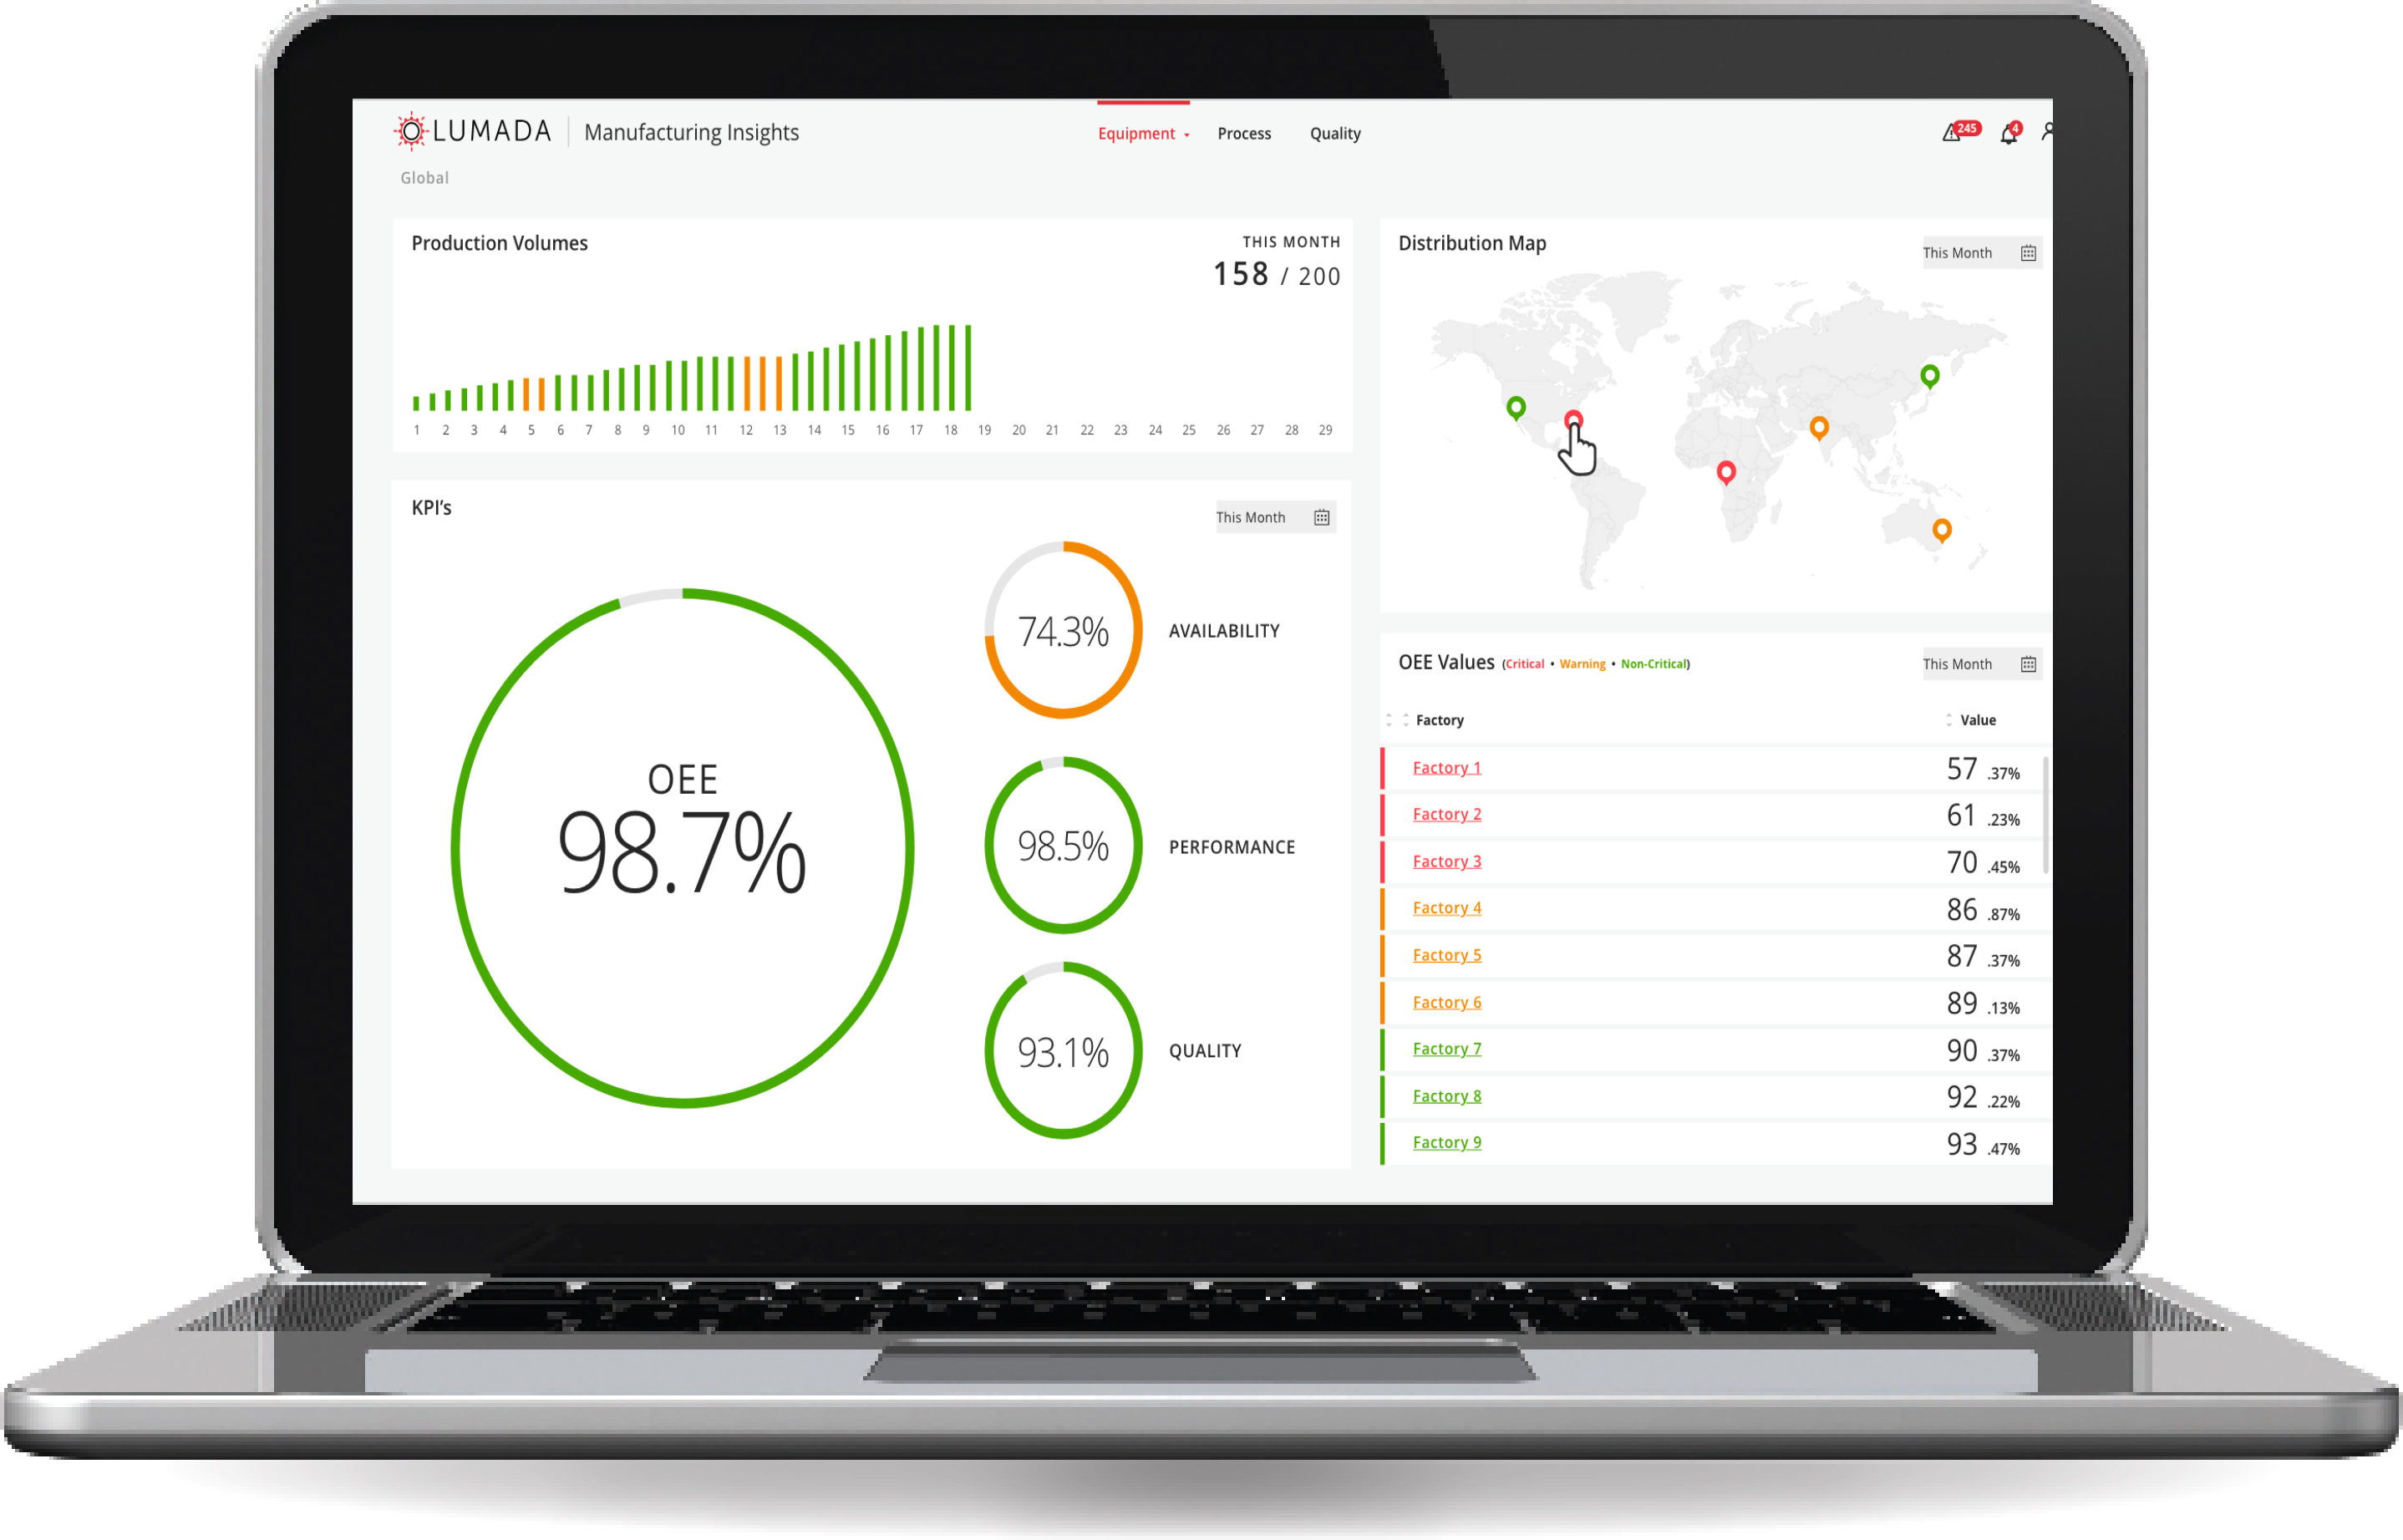 LUMADA Manufacturing Insights
Equipment Process Quality
245 4
Global
Production Volumes
THIS MONTH
158 / 200
1 2 3 4 5 6 7 8 9 10 11 12 13 14 15 16 17 18 19 20 21 22 23 24 25 26 27 28 29
KPI's
This Month
OEE
98.7%
74.3% AVAILABILITY
98.5% PERFORMANCE
93.1% QUALITY
Distribution Map
This Month
OEE Values (Critical • Warning • Non-Critical)
This Month
Factory Value
Factory 1 57 .37%
Factory 2 61 .23%
Factory 3 70 .45%
Factory 4 86 .87%
Factory 5 87 .37%
Factory 6 89 .13%
Factory 7 90 .37%
Factory 8 92 .22%
Factory 9 93 .47%